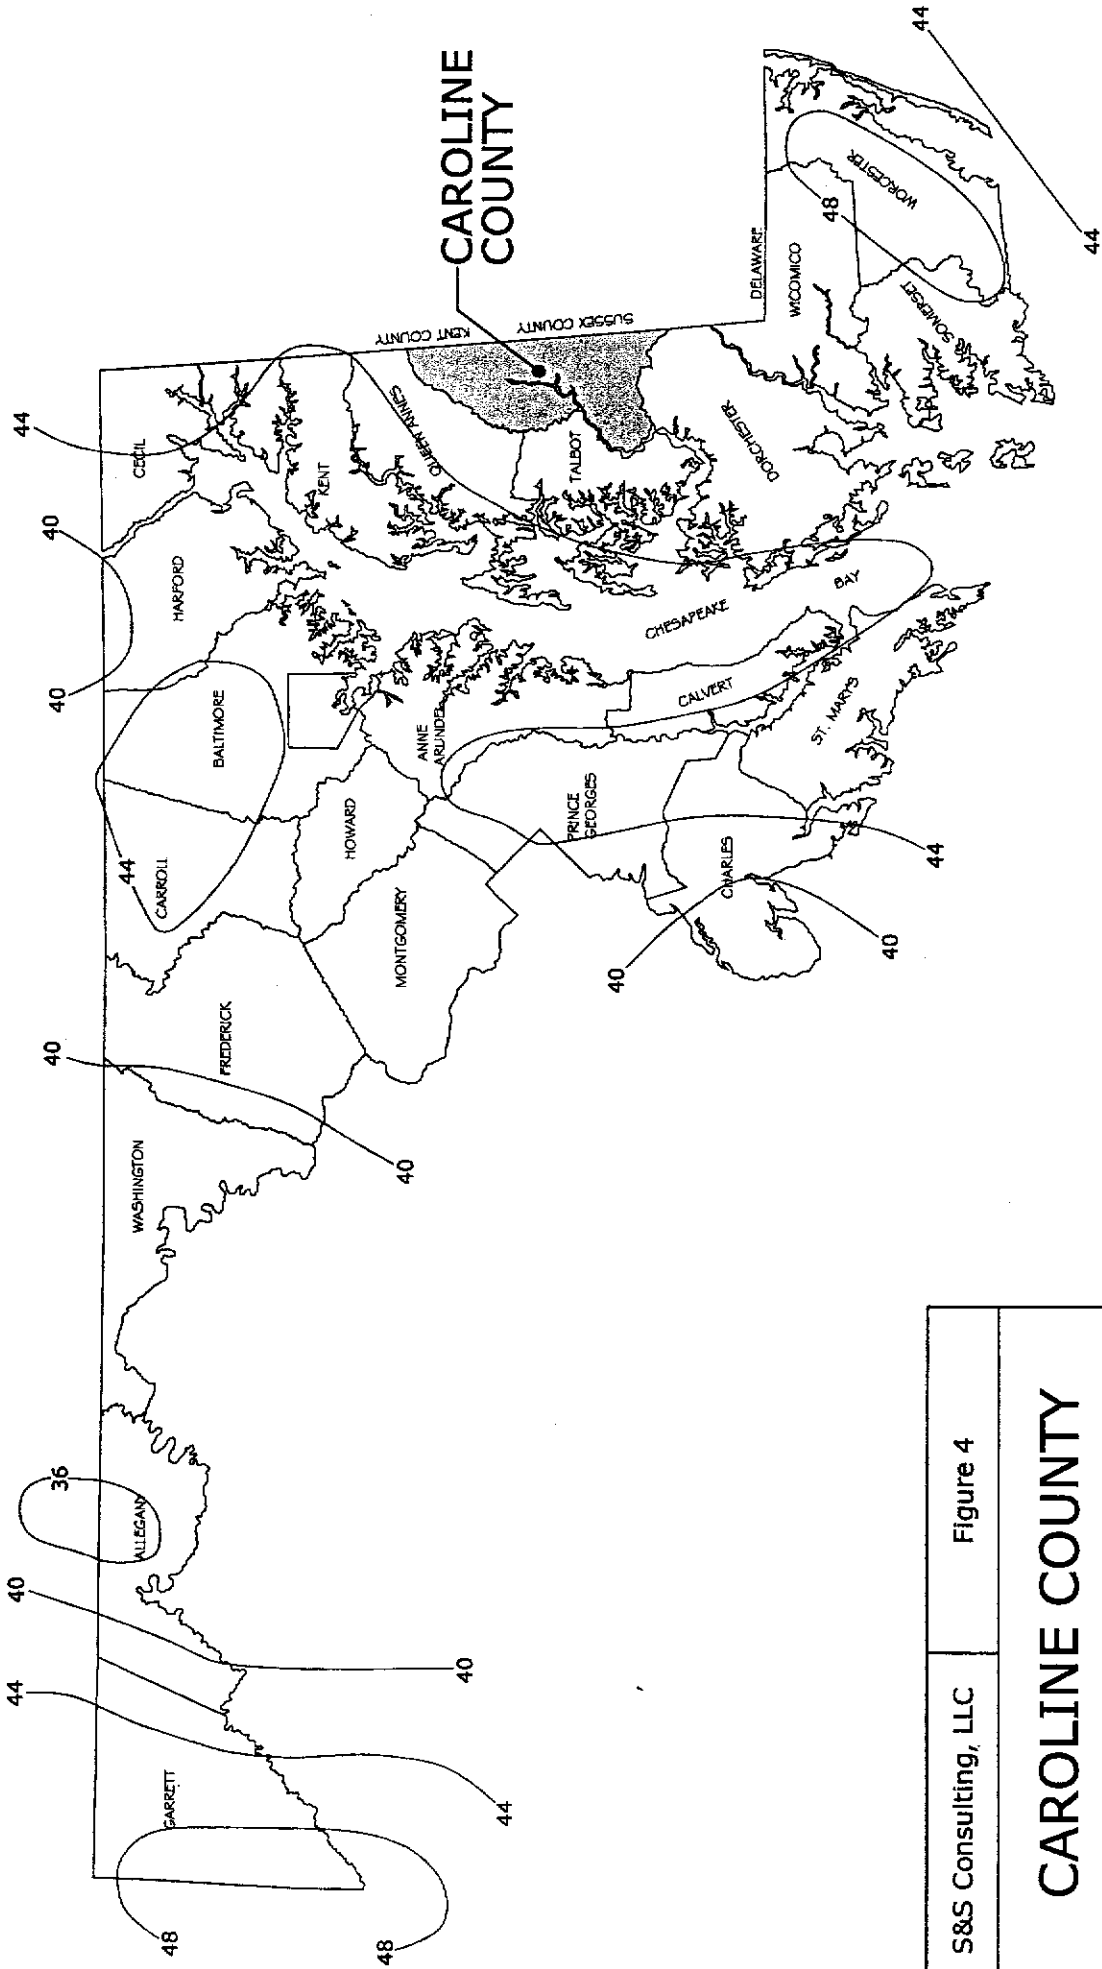 44
40
40
44
40
40
36
40
40
44
44
48
48
44
40
40
48
44
44
CAROLINE
COUNTY
GARRETT
ALLEGANY
WASHINGTON
FREDERICK
CARROLL
BALTIMORE
HARFORD
CECIL
KENT
QUEEN ANNES
KENT COUNTY
SUSSEX COUNTY
DELAWARE
HOWARD
MONTGOMERY
ANNE
ARUNDEL
PRINCE
GEORGES
CHARLES
CALVERT
ST. MARYS
CHESAPEAKE
BAY
TALBOT
DORCHESTER
WICOMICO
SOMERSET
WORCESTER
S&S Consulting, LLC
Figure 4
CAROLINE COUNTY